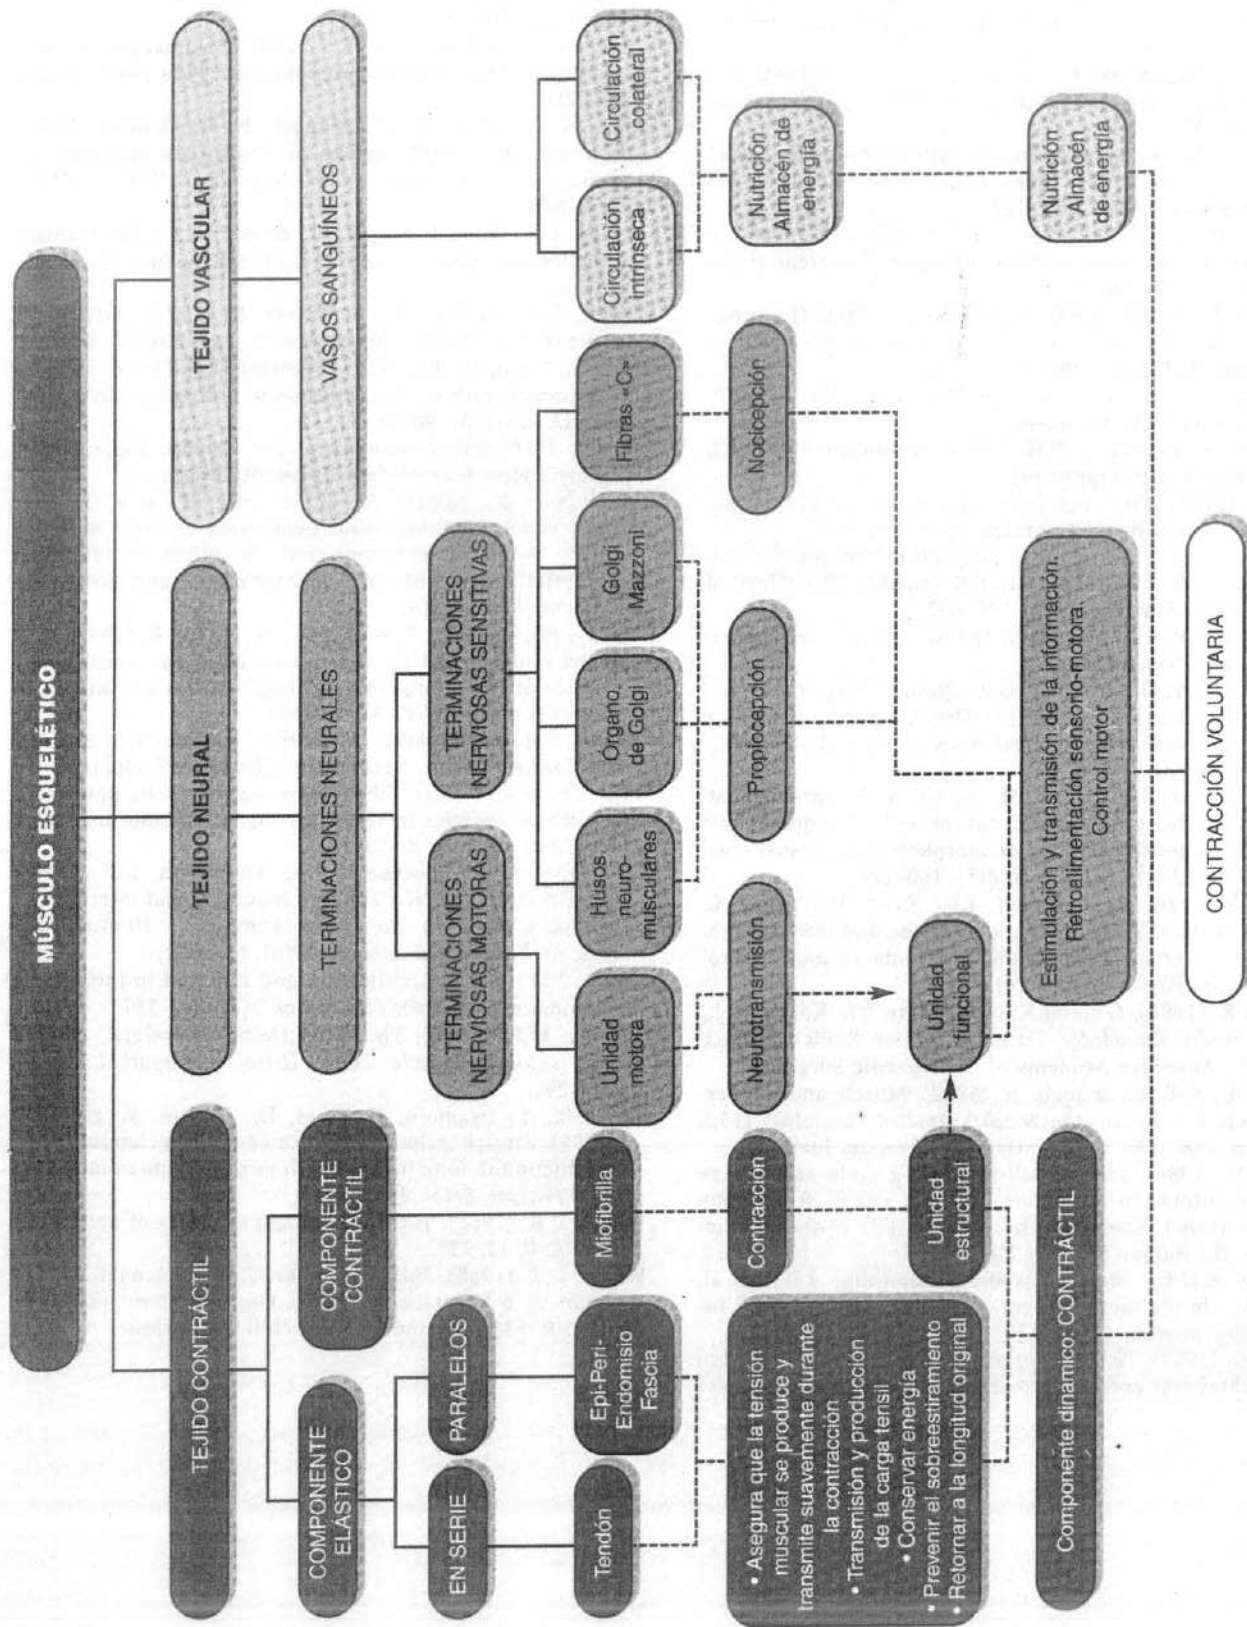 MUSCULO ESQUELÉTICO
TEJIDO CONTRÁCTIL
TEJIDO NEURAL
TEJIDO VASCULAR
COMPONENTE
ELASTICO
COMPONENTE
CONTRÁCTIL
TERMINACIONES NEURALES
VASOS SANGUINEOS
EN SERIE
PARALELOS
TERMINACIONES
NERVIOSAS MOTORAS
TERMINACIONES
NERVIOSAS SENSITIVAS
Tendón
Epi-Peri-
Endomisio
Fascia
Miofibrilla
Unidad
motora
Husos
neuro-
musculares
Organo
de Golgi
Golgi
Mazzoni
Fibras «C»
Circulación
intrínseca
Circulación
colateral
• Asegura que la tensión
muscular se produce y
transmite suavemente durante
la contracción
• Transmisión y produccion
de la carga tensil
• Conservar energía
• Prevenir el sobreestiramiento
• Retornar a la longitud original
Contracción
Neurotransmisión
Propiocepción
Nocicepción
Nutrición
Almacén de
energía
Unidad
estructural
Unidad
funcional
Componente dinámico: CONTRÁCTIL
Estimulación y transmisión de la información.
Retroalimentación sensorio-motora.
Control motor
Nutrición
Almacén
de energía
CONTRACCIÓN VOLUNTARIA